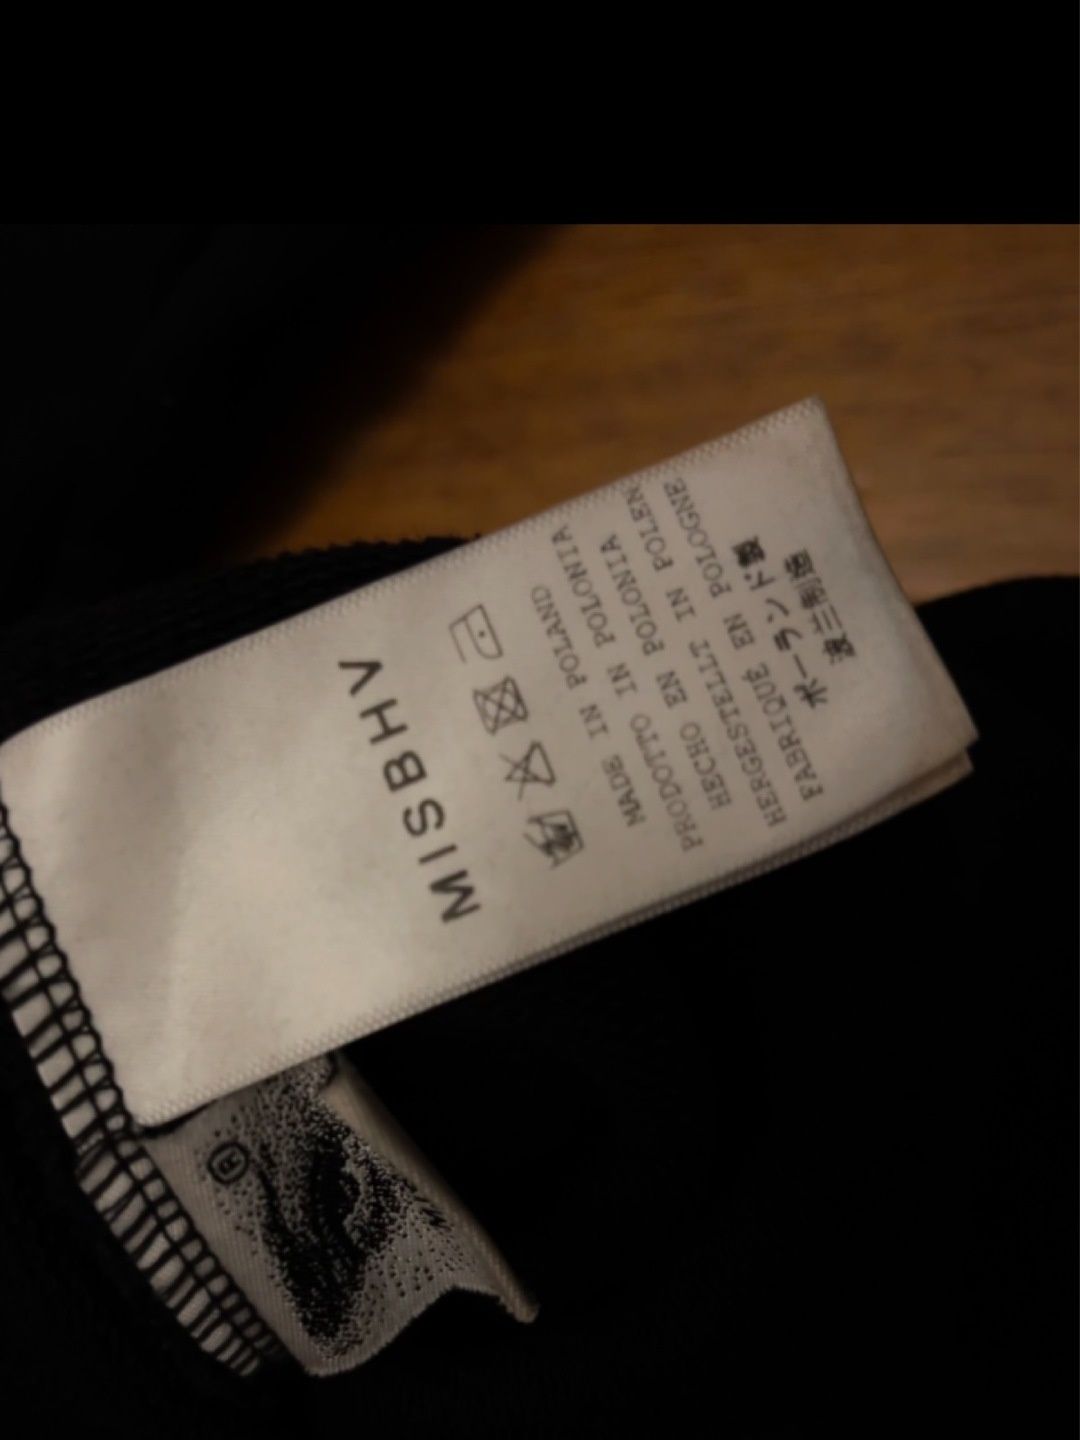 MISBHV
MADE IN POLAND
PRODOTTO IN POLONIA
HECHO EN POLONIA
HERGESTELLT IN POLEN
FABRIQUÉ EN POLOGNE
ポーランド製
波兰制造
®